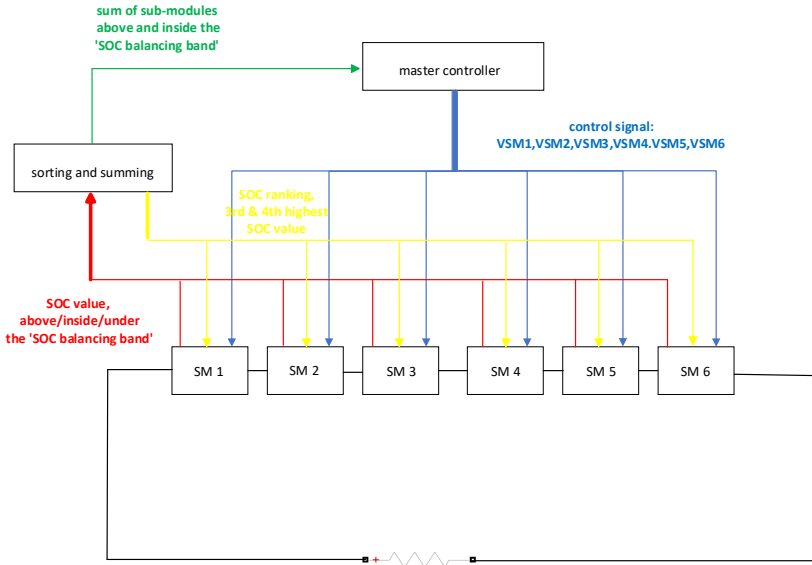 sum of sub-modules
above and inside the
'SOC balancing band'
master controller
control signal:
VSM1,VSM2,VSM3,VSM4.VSM5,VSM6
sorting and summing
SOC ranking,
3rd & 4th highest
SOC value
SOC value,
above/inside/under
the 'SOC balancing band'
SM 1
SM 2
SM 3
SM 4
SM 5
SM 6
+